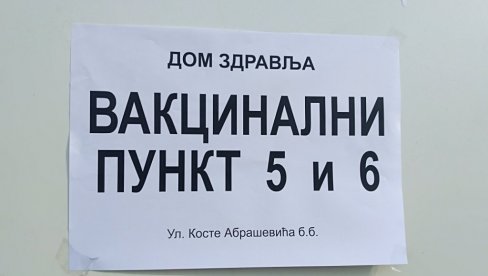 ДОМ ЗДРАВЉА
ВАКЦИНАЛНИ
ПУНКТ 5 и 6
Ул. Косте Абрашевића б.б.